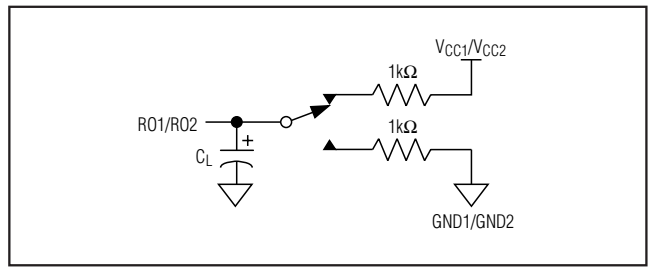 VCC1/VCC2
1kΩ
RO1/RO2
1kΩ
+
CL
GND1/GND2